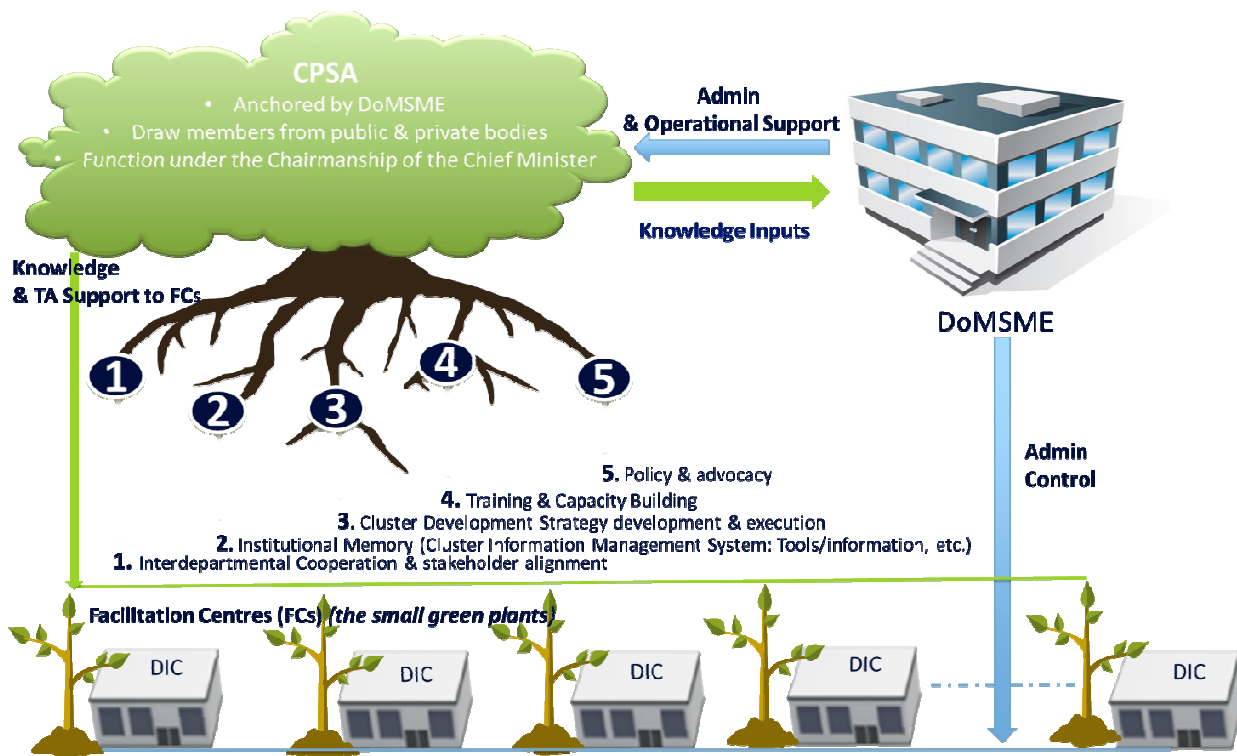 CPSA
• Anchored by DoMSME
• Draw members from public & private bodies
• Function under the Chairmanship of the Chief Minister
Admin
& Operational Support
Knowledge Inputs
DoMSME
Knowledge
& TA Support to FCs
1
2
3
4
5
Admin
Control
5. Policy & advocacy
4. Training & Capacity Building
3. Cluster Development Strategy development & execution
2. Institutional Memory (Cluster Information Management System: Tools/information, etc.)
1. Interdepartmental Cooperation & stakeholder alignment
Facilitation Centres (FCs) (the small green plants)
DIC
DIC
DIC
DIC
DIC